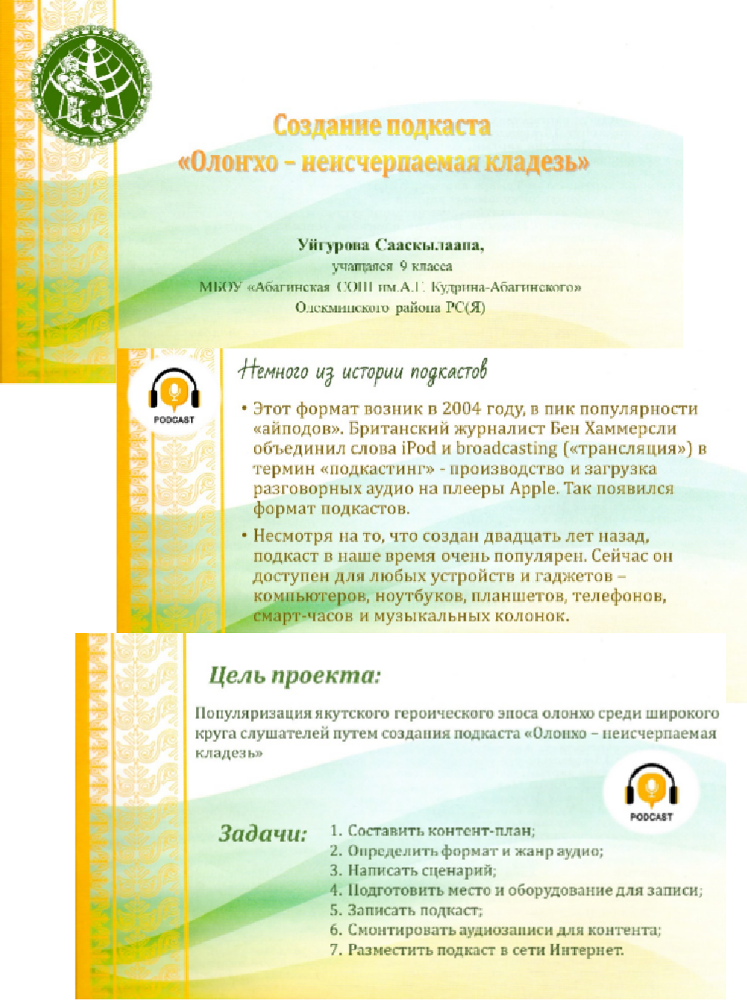 Создание подкаста
«Олоҥхо – неисчерпаемая кладезь»
Уйгурова Сааскылаана,
учащаяся 9 класса
МБОУ «Абагинская СОШ им.А.Г. Кудрина-Абагинского»
Олекминского района РС(Я)
PODCAST
Немного из истории подкастов
• Этот формат возник в 2004 году, в пик популярности
«айподов». Британский журналист Бен Хаммерсли
объединил слова iPod и broadcasting («трансляция») в
термин «подкастинг» - производство и загрузка
разговорных аудио на плееры Apple. Так появился
формат подкастов.
• Несмотря на то, что создан двадцать лет назад,
подкаст в наше время очень популярен. Сейчас он
доступен для любых устройств и гаджетов –
компьютеров, ноутбуков, планшетов, телефонов,
смарт-часов и музыкальных колонок.
Цель проекта:
Популяризация якутского героического эпоса олонхо среди широкого
круга слушателей путем создания подкаста «Олонхо – неисчерпаемая
кладезь»
PODCAST
Задачи:
1. Составить контент-план;
2. Определить формат и жанр аудио;
3. Написать сценарий;
4. Подготовить место и оборудование для записи;
5. Записать подкаст;
6. Смонтировать аудиозаписи для контента;
7. Разместить подкаст в сети Интернет.